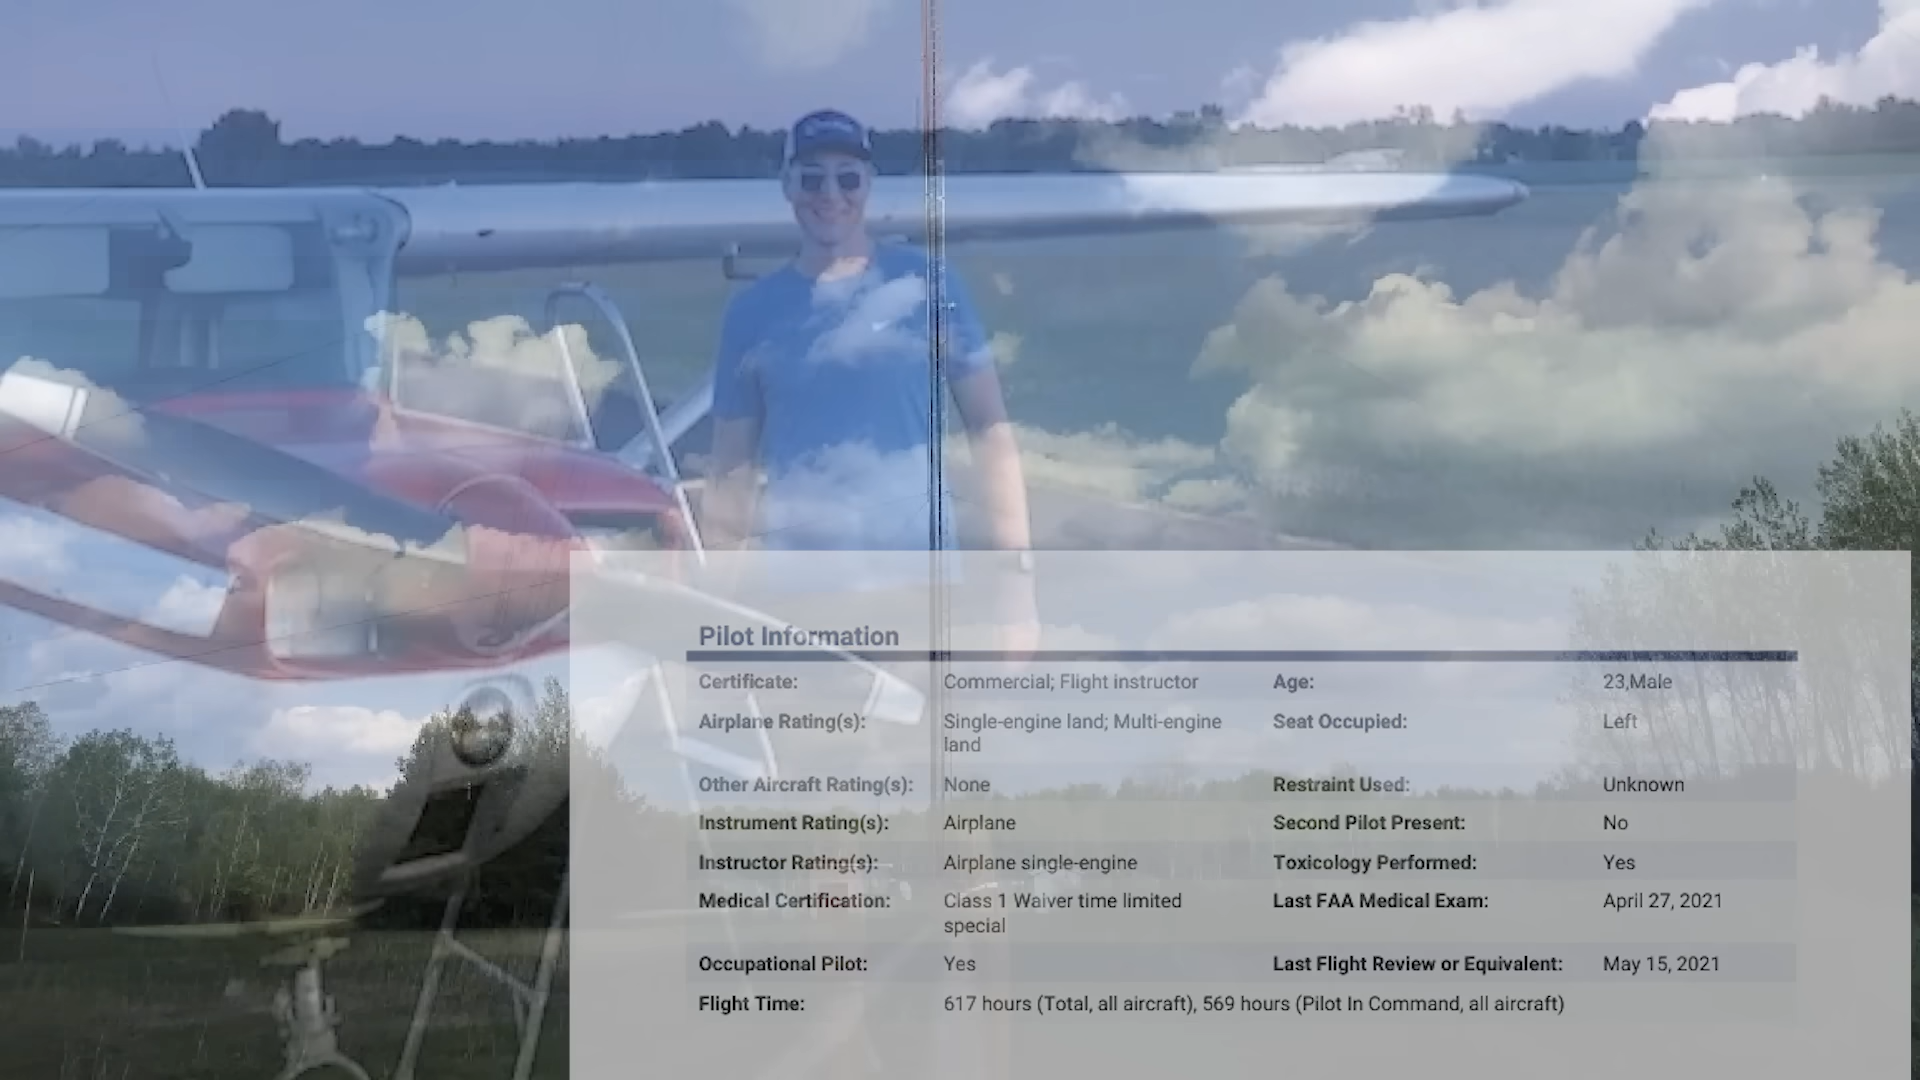 Pilot Information
Certificate: Commercial; Flight instructor Age: 23,Male
Airplane Rating(s): Single-engine land; Multi-engine land Seat Occupied: Left
Other Aircraft Rating(s): None Restraint Used: Unknown
Instrument Rating(s): Airplane Second Pilot Present: No
Instructor Rating(s): Airplane single-engine Toxicology Performed: Yes
Medical Certification: Class 1 Waiver time limited special Last FAA Medical Exam: April 27, 2021
Occupational Pilot: Yes Last Flight Review or Equivalent: May 15, 2021
Flight Time: 617 hours (Total, all aircraft), 569 hours (Pilot In Command, all aircraft)